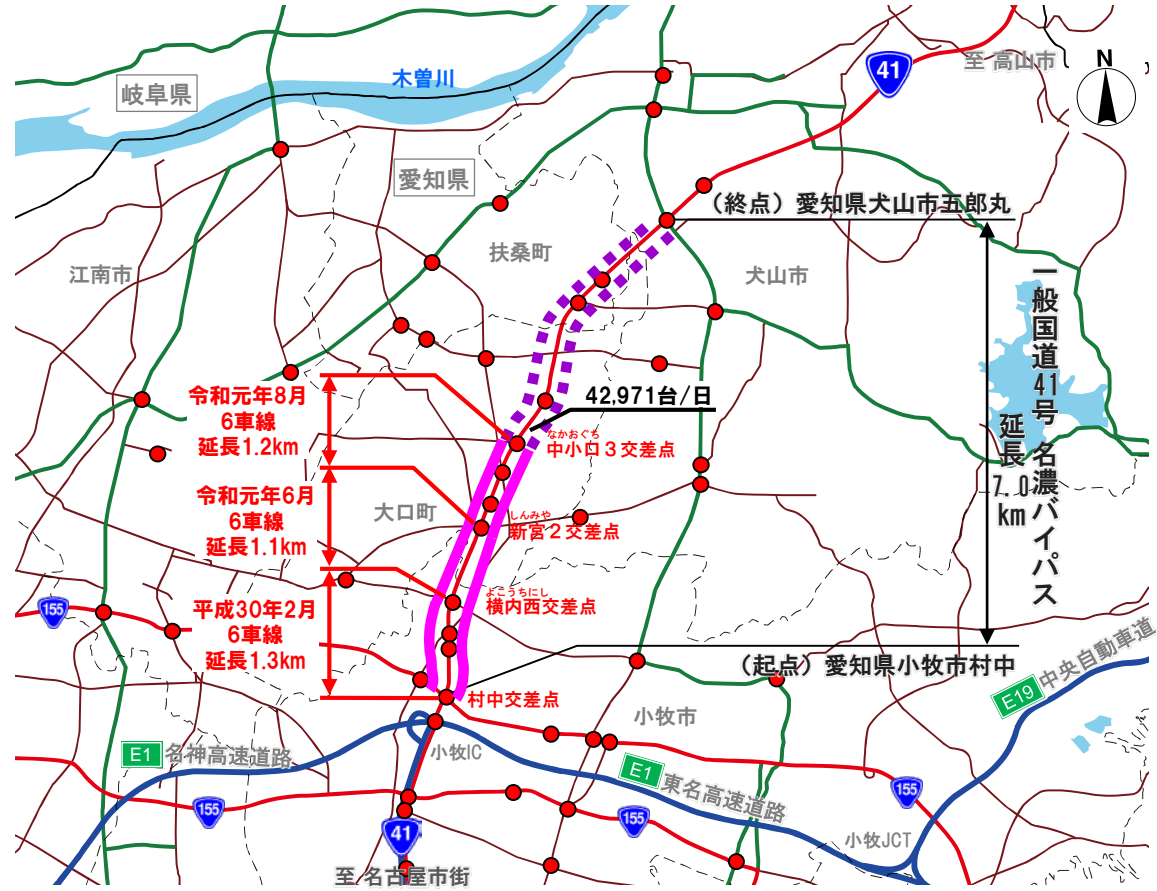 木曽川
岐阜県
愛知県
41
至 高山市
N
(終点)愛知県犬山市五郎丸
扶桑町
江南市
犬山市
一般国道41号 名濃バイパス
延長7.0km
42,971台/日
令和元年8月
6車線
延長1.2km
なかおぐち
中小口3交差点
令和元年6月
6車線
延長1.1km
大口町
しんみや
新宮2交差点
よこうちにし
横内西交差点
155
平成30年2月
6車線
延長1.3km
(起点)愛知県小牧市村中
村中交差点
小牧市
E19 中央自動車道
E1 名神高速道路
小牧IC
E1 東名高速道路
155
155
155
41
小牧JCT
至 名古屋市街